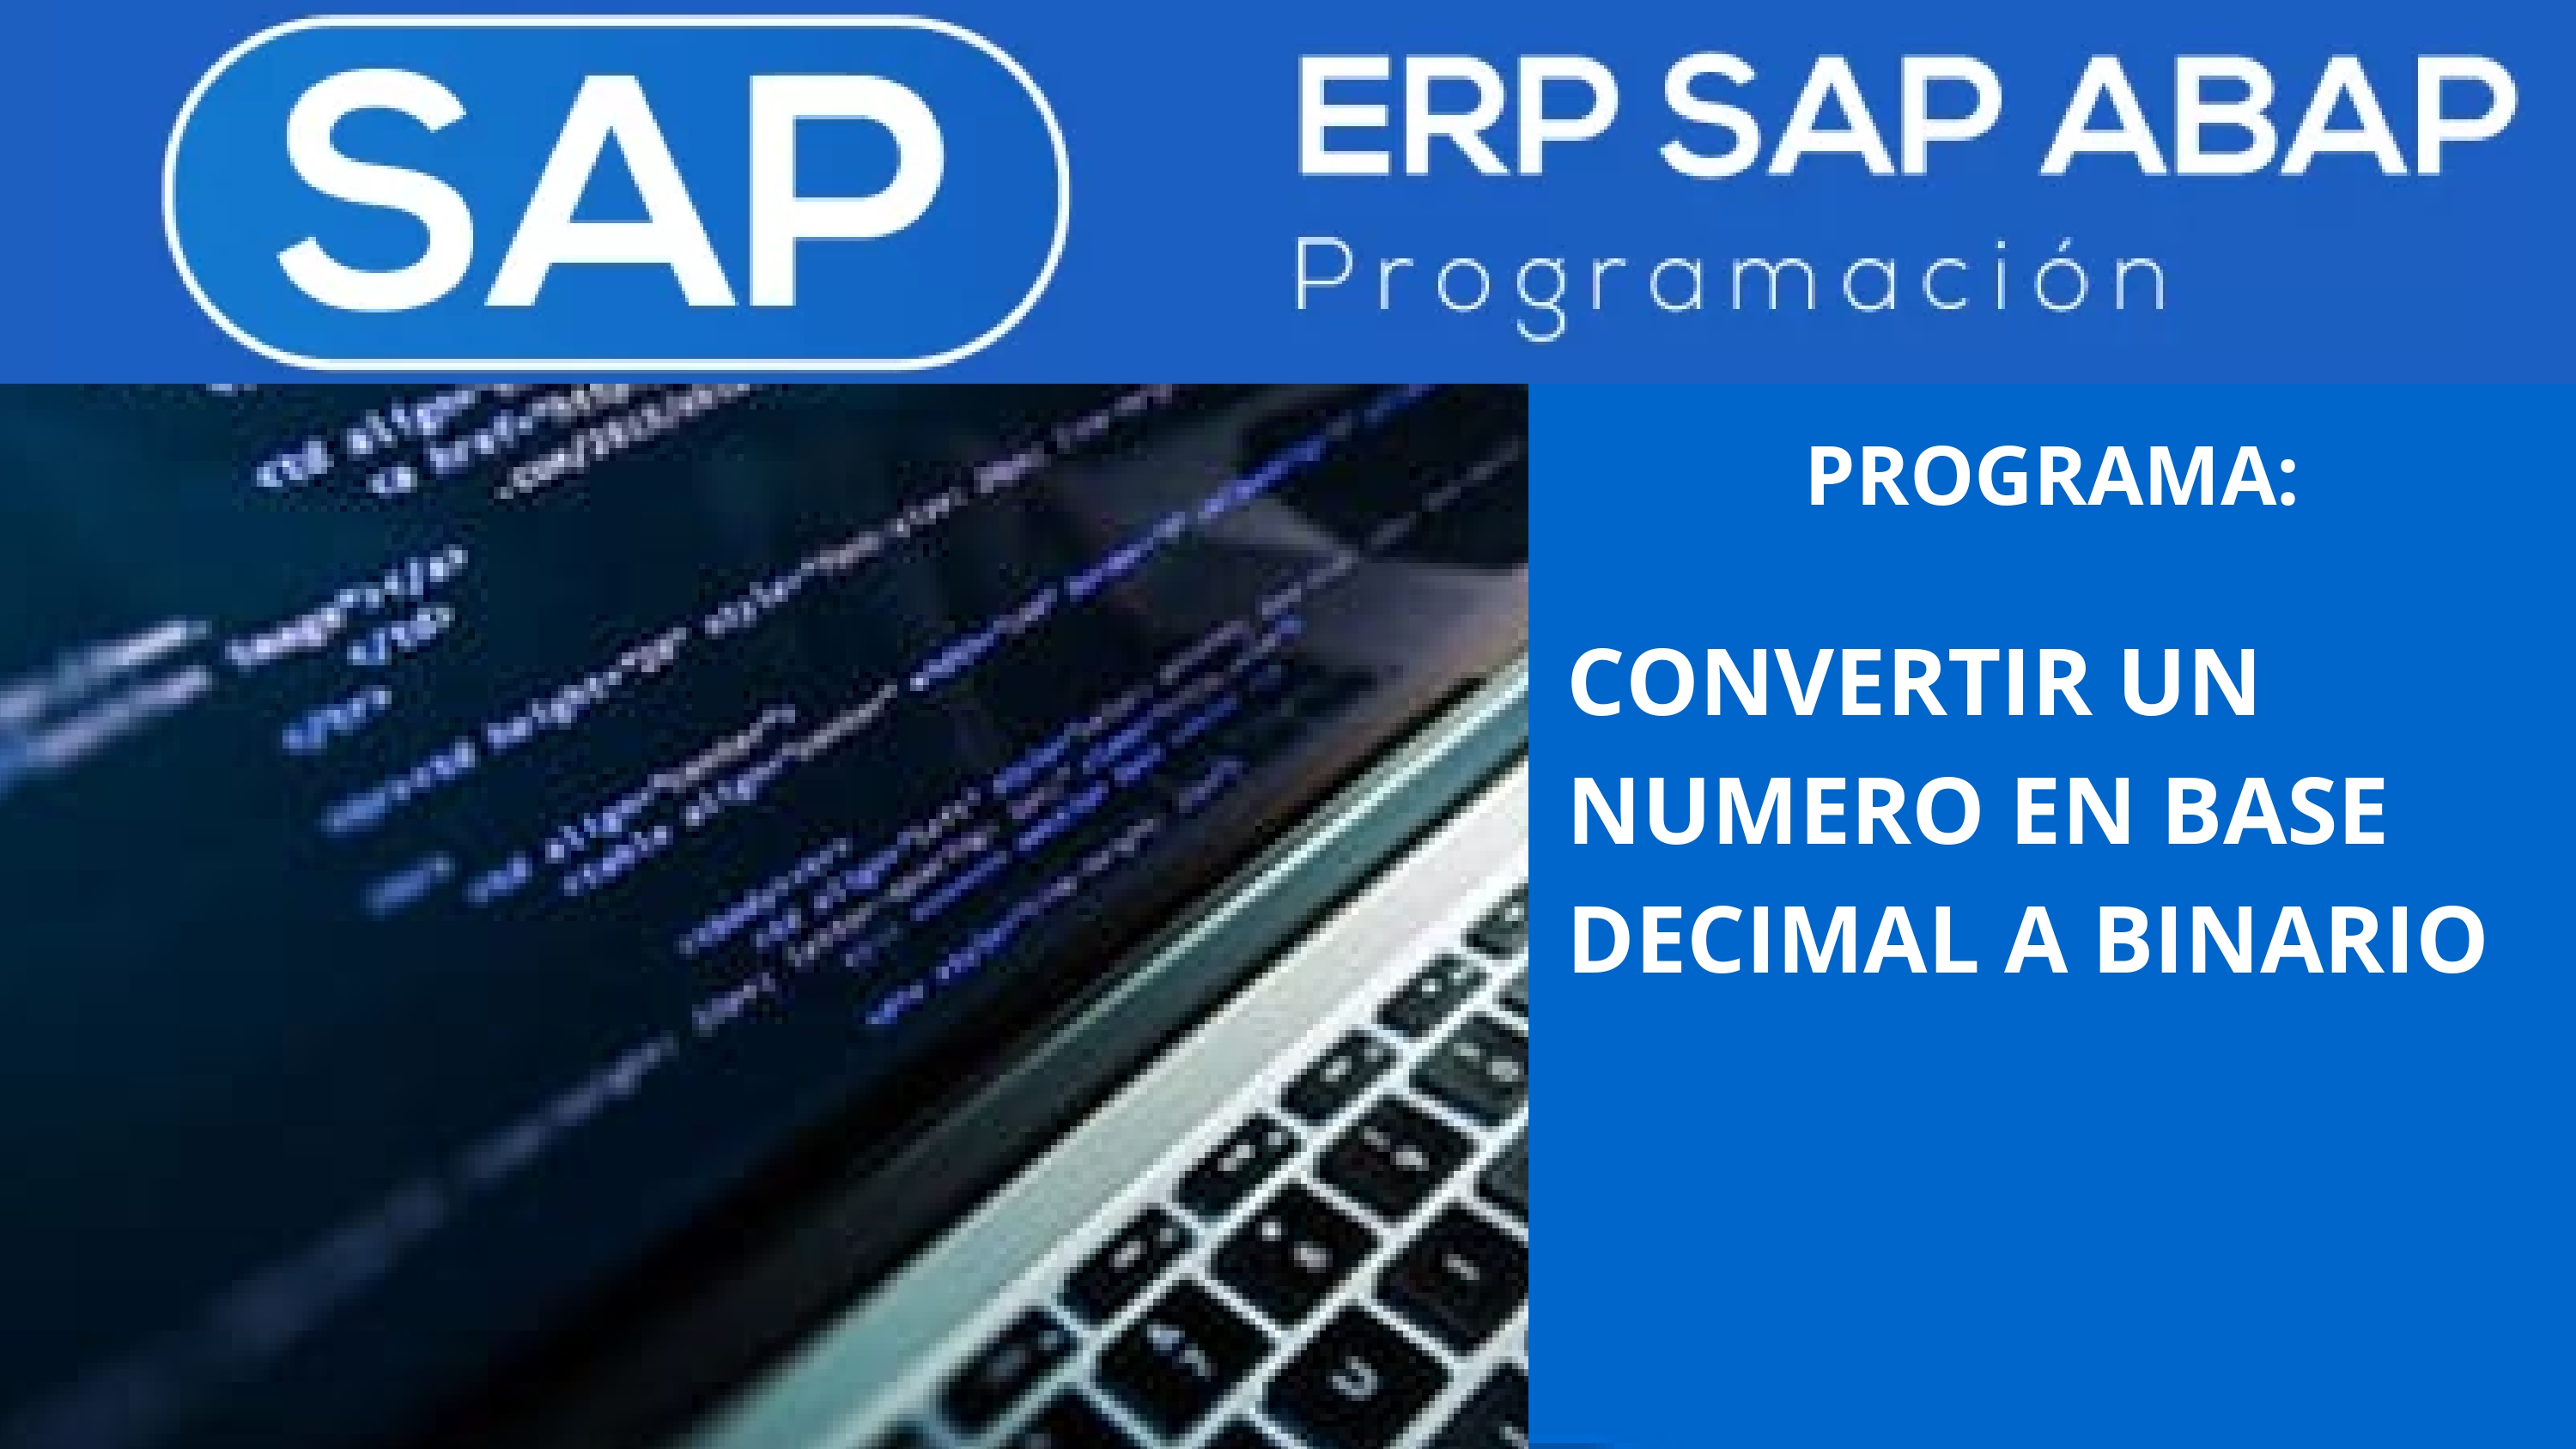 SAP
ERP SAP ABAP
Programación
PROGRAMA:
CONVERTIR UN
NUMERO EN BASE
DECIMAL A BINARIO